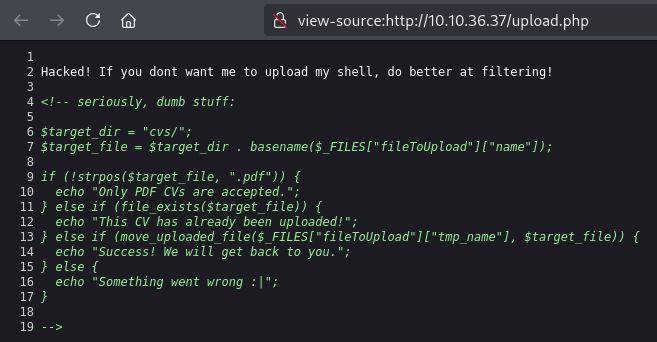 view-source:http://10.10.36.37/upload.php
1
2 Hacked! If you dont want me to upload my shell, do better at filtering!
3
4 <!-- seriously, dumb stuff:
5
6 $target_dir = "cvs/";
7 $target_file = $target_dir . basename($_FILES["fileToUpload"]["name"]);
8
9 if (!strpos($target_file, ".pdf")) {
10   echo "Only PDF CVs are accepted.";
11 } else if (file_exists($target_file)) {
12   echo "This CV has already been uploaded!";
13 } else if (move_uploaded_file($_FILES["fileToUpload"]["tmp_name"], $target_file)) {
14   echo "Success! We will get back to you.";
15 } else {
16   echo "Something went wrong :|";
17 }
18
19 -->